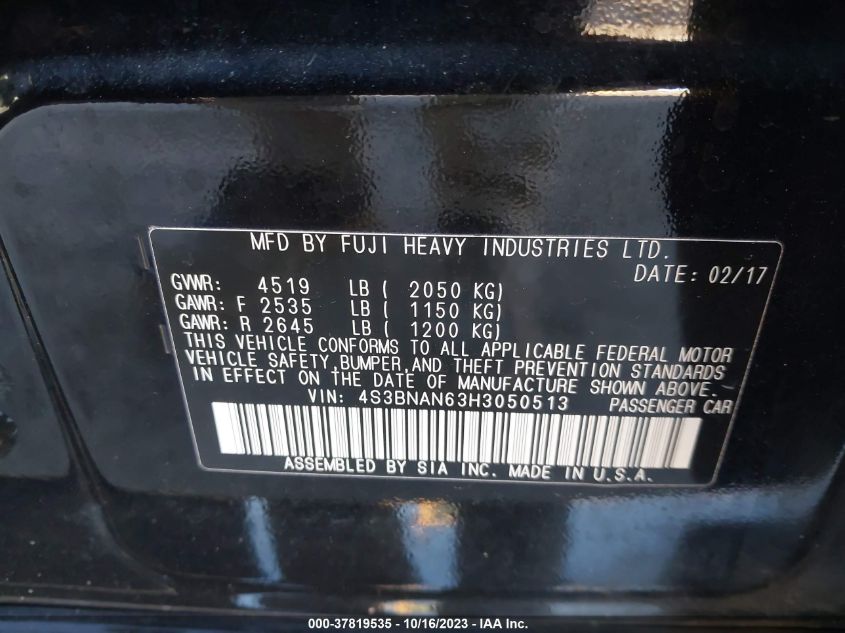 MFD BY FUJI HEAVY INDUSTRIES LTD.
DATE: 02/17
GVWR: 4519 LB ( 2050 KG)
GAWR: F 2535 LB ( 1150 KG)
GAWR: R 2645 LB ( 1200 KG)
THIS VEHICLE CONFORMS TO ALL APPLICABLE FEDERAL MOTOR
VEHICLE SAFETY, BUMPER, AND THEFT PREVENTION STANDARDS
IN EFFECT ON THE DATE OF MANUFACTURE SHOWN ABOVE.
VIN: 4S3BNAN63H3050513 PASSENGER CAR
ASSEMBLED BY SIA INC. MADE IN U.S.A.
000-37819535 - 10/16/2023 - IAA Inc.